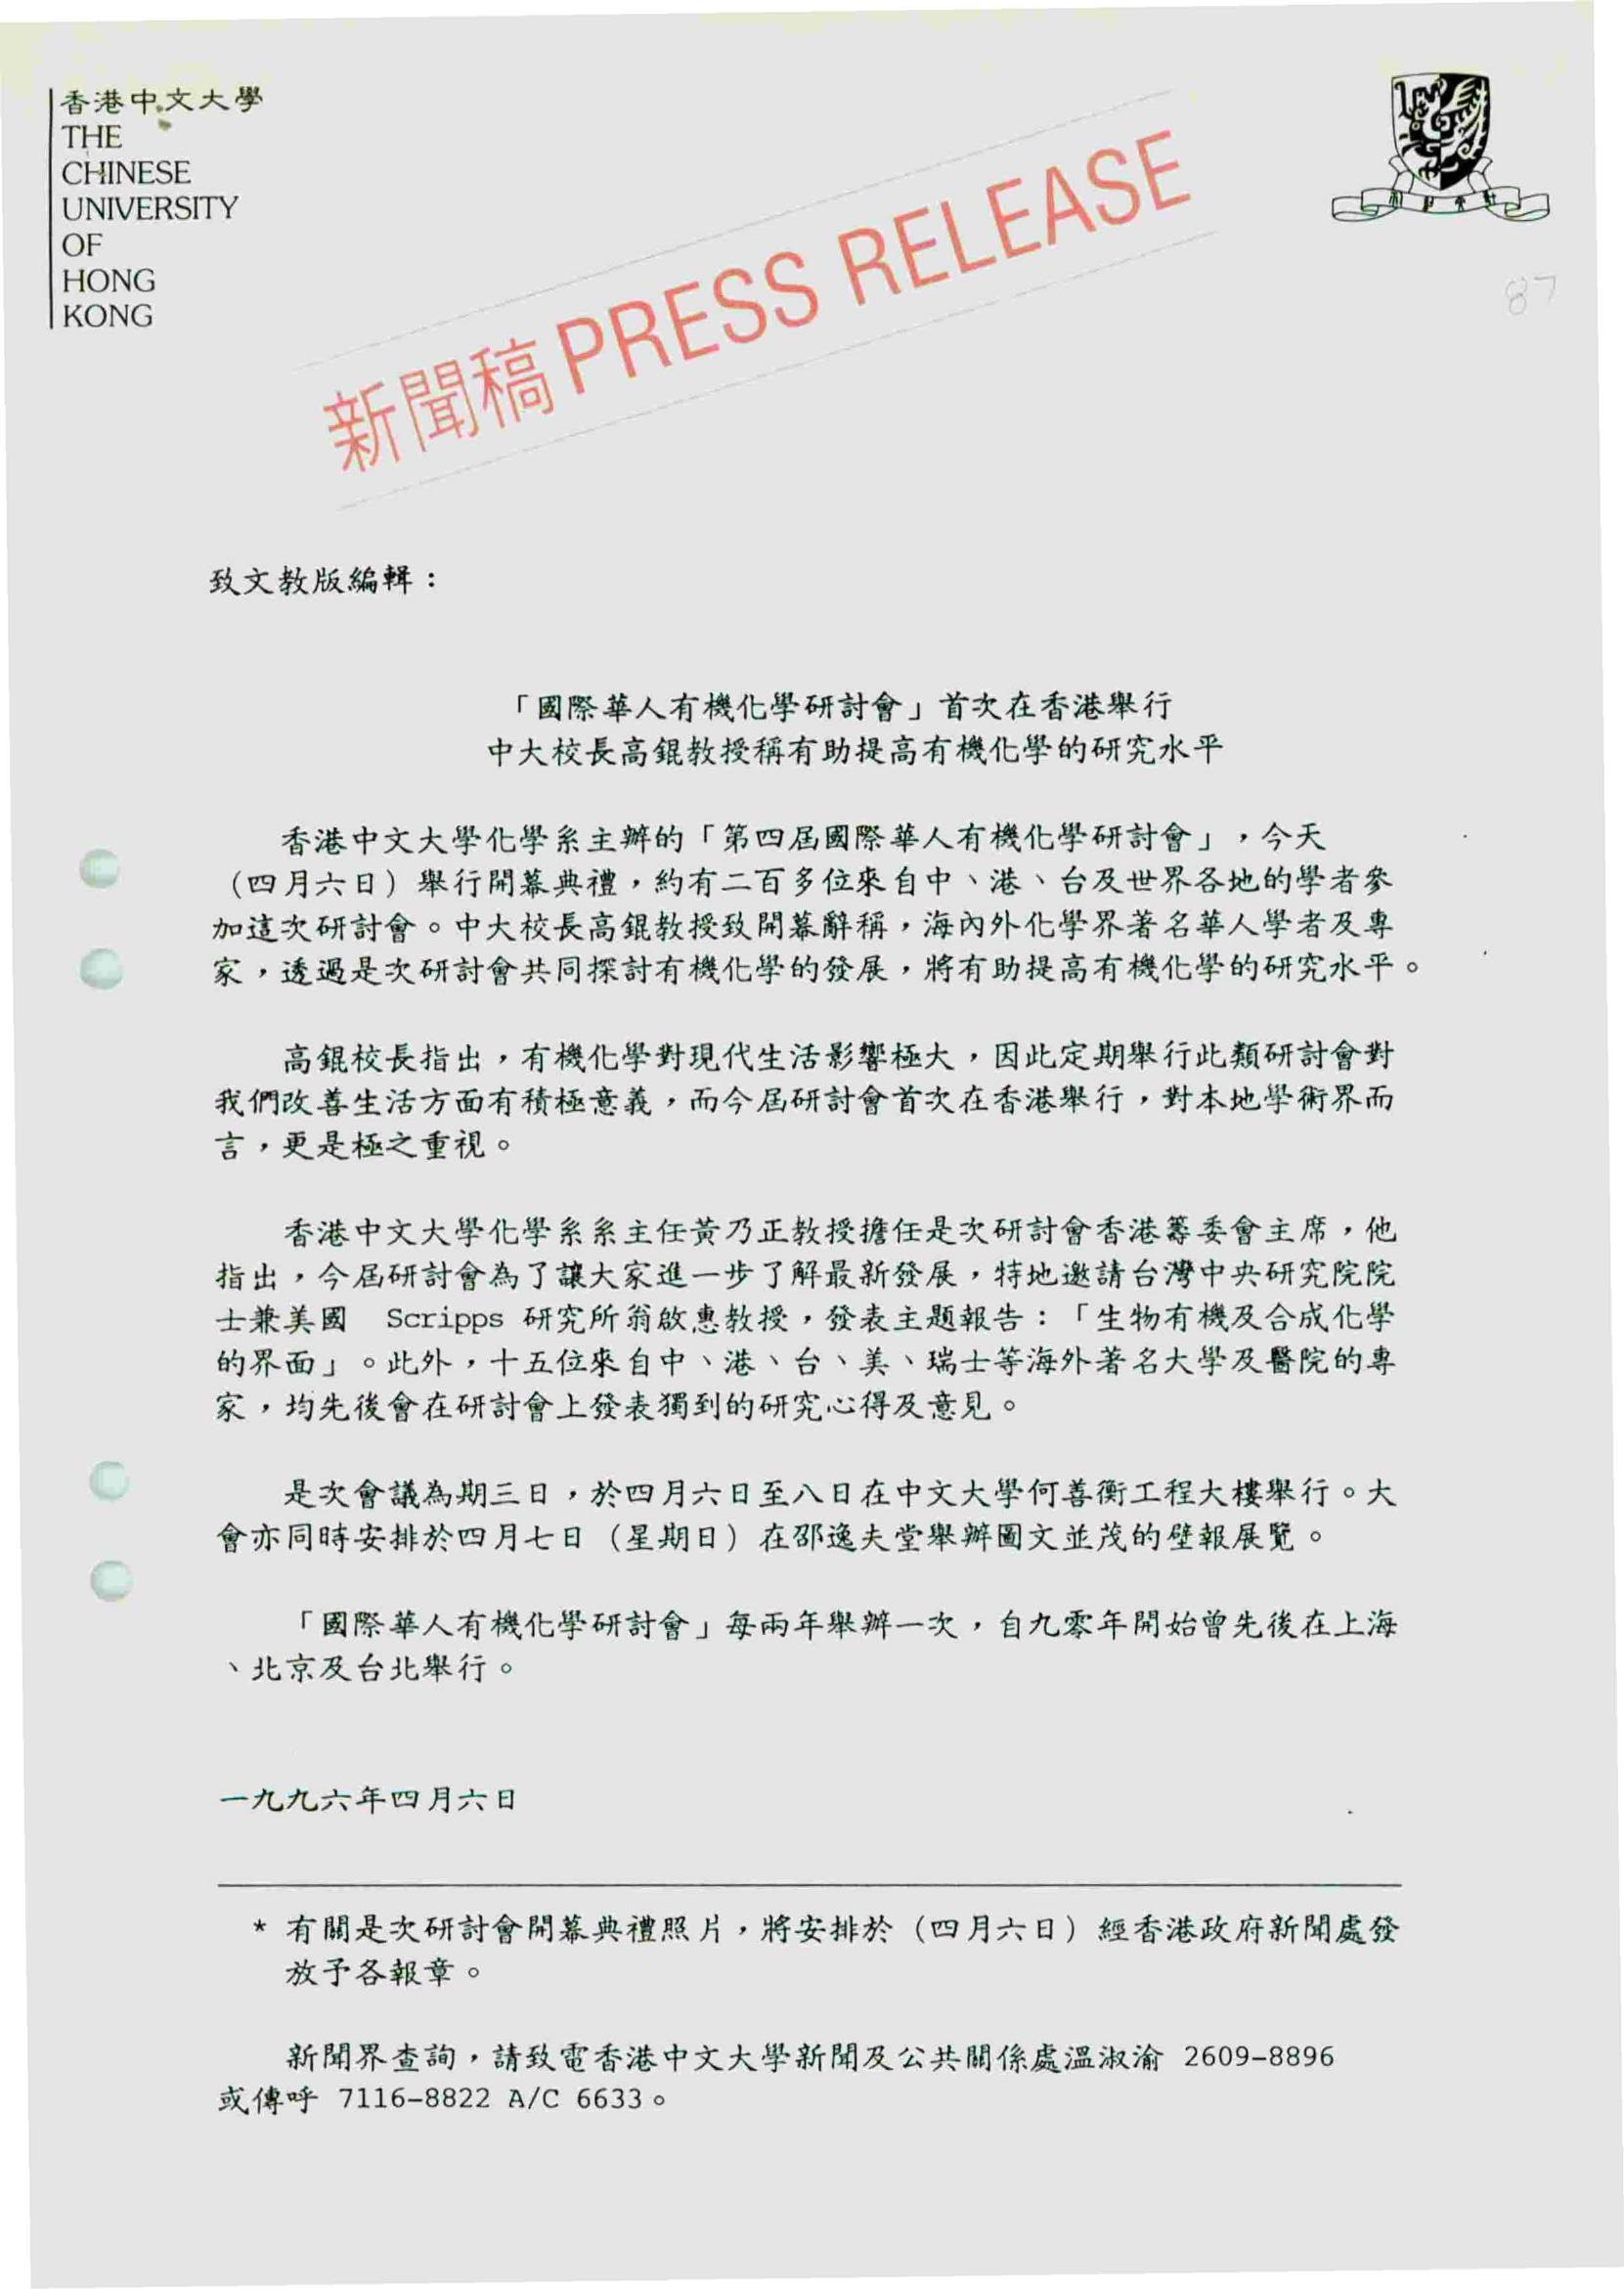 香港中文大學
THE
CHINESE
UNIVERSITY
OF
HONG
KONG
新聞稿 PRESS RELEASE
87
致文教版編輯：
「國際華人有機化學研討會」首次在香港舉行
中大校長高錕教授稱有助提高有機化學的研究水平
香港中文大學化學系主辦的「第四屆國際華人有機化學研討會」，今天
（四月六日）舉行開幕典禮，約有二百多位來自中、港、台及世界各地的學者參
加這次研討會。中大校長高錕教授致開幕辭稱，海內外化學界著名華人學者及專
家，透過是次研討會共同探討有機化學的發展，將有助提高有機化學的研究水平。
高錕校長指出，有機化學對現代生活影響極大，因此定期舉行此類研討會對
我們改善生活方面有積極意義，而今屆研討會首次在香港舉行，對本地學術界而
言，更是極之重視。
香港中文大學化學系系主任黃乃正教授擔任是次研討會香港籌委會主席，他
指出，今屆研討會為了讓大家進一步了解最新發展，特地邀請台灣中央研究院院
士兼美國 Scripps 研究所翁啟惠教授，發表主題報告：「生物有機及合成化學
的界面」。此外，十五位來自中、港、台、美、瑞士等海外著名大學及醫院的專
家，均先後會在研討會上發表獨到的研究心得及意見。
是次會議為期三日，於四月六日至八日在中文大學何善衡工程大樓舉行。大
會亦同時安排於四月七日（星期日）在邵逸夫堂舉辦圖文並茂的壁報展覽。
「國際華人有機化學研討會」每兩年舉辦一次，自九零年開始曾先後在上海
、北京及台北舉行。
一九九六年四月六日
* 有關是次研討會開幕典禮照片，將安排於（四月六日）經香港政府新聞處發
放予各報章。
新聞界查詢，請致電香港中文大學新聞及公共關係處溫淑渝 2609-8896
或傳呼 7116-8822 A/C 6633。